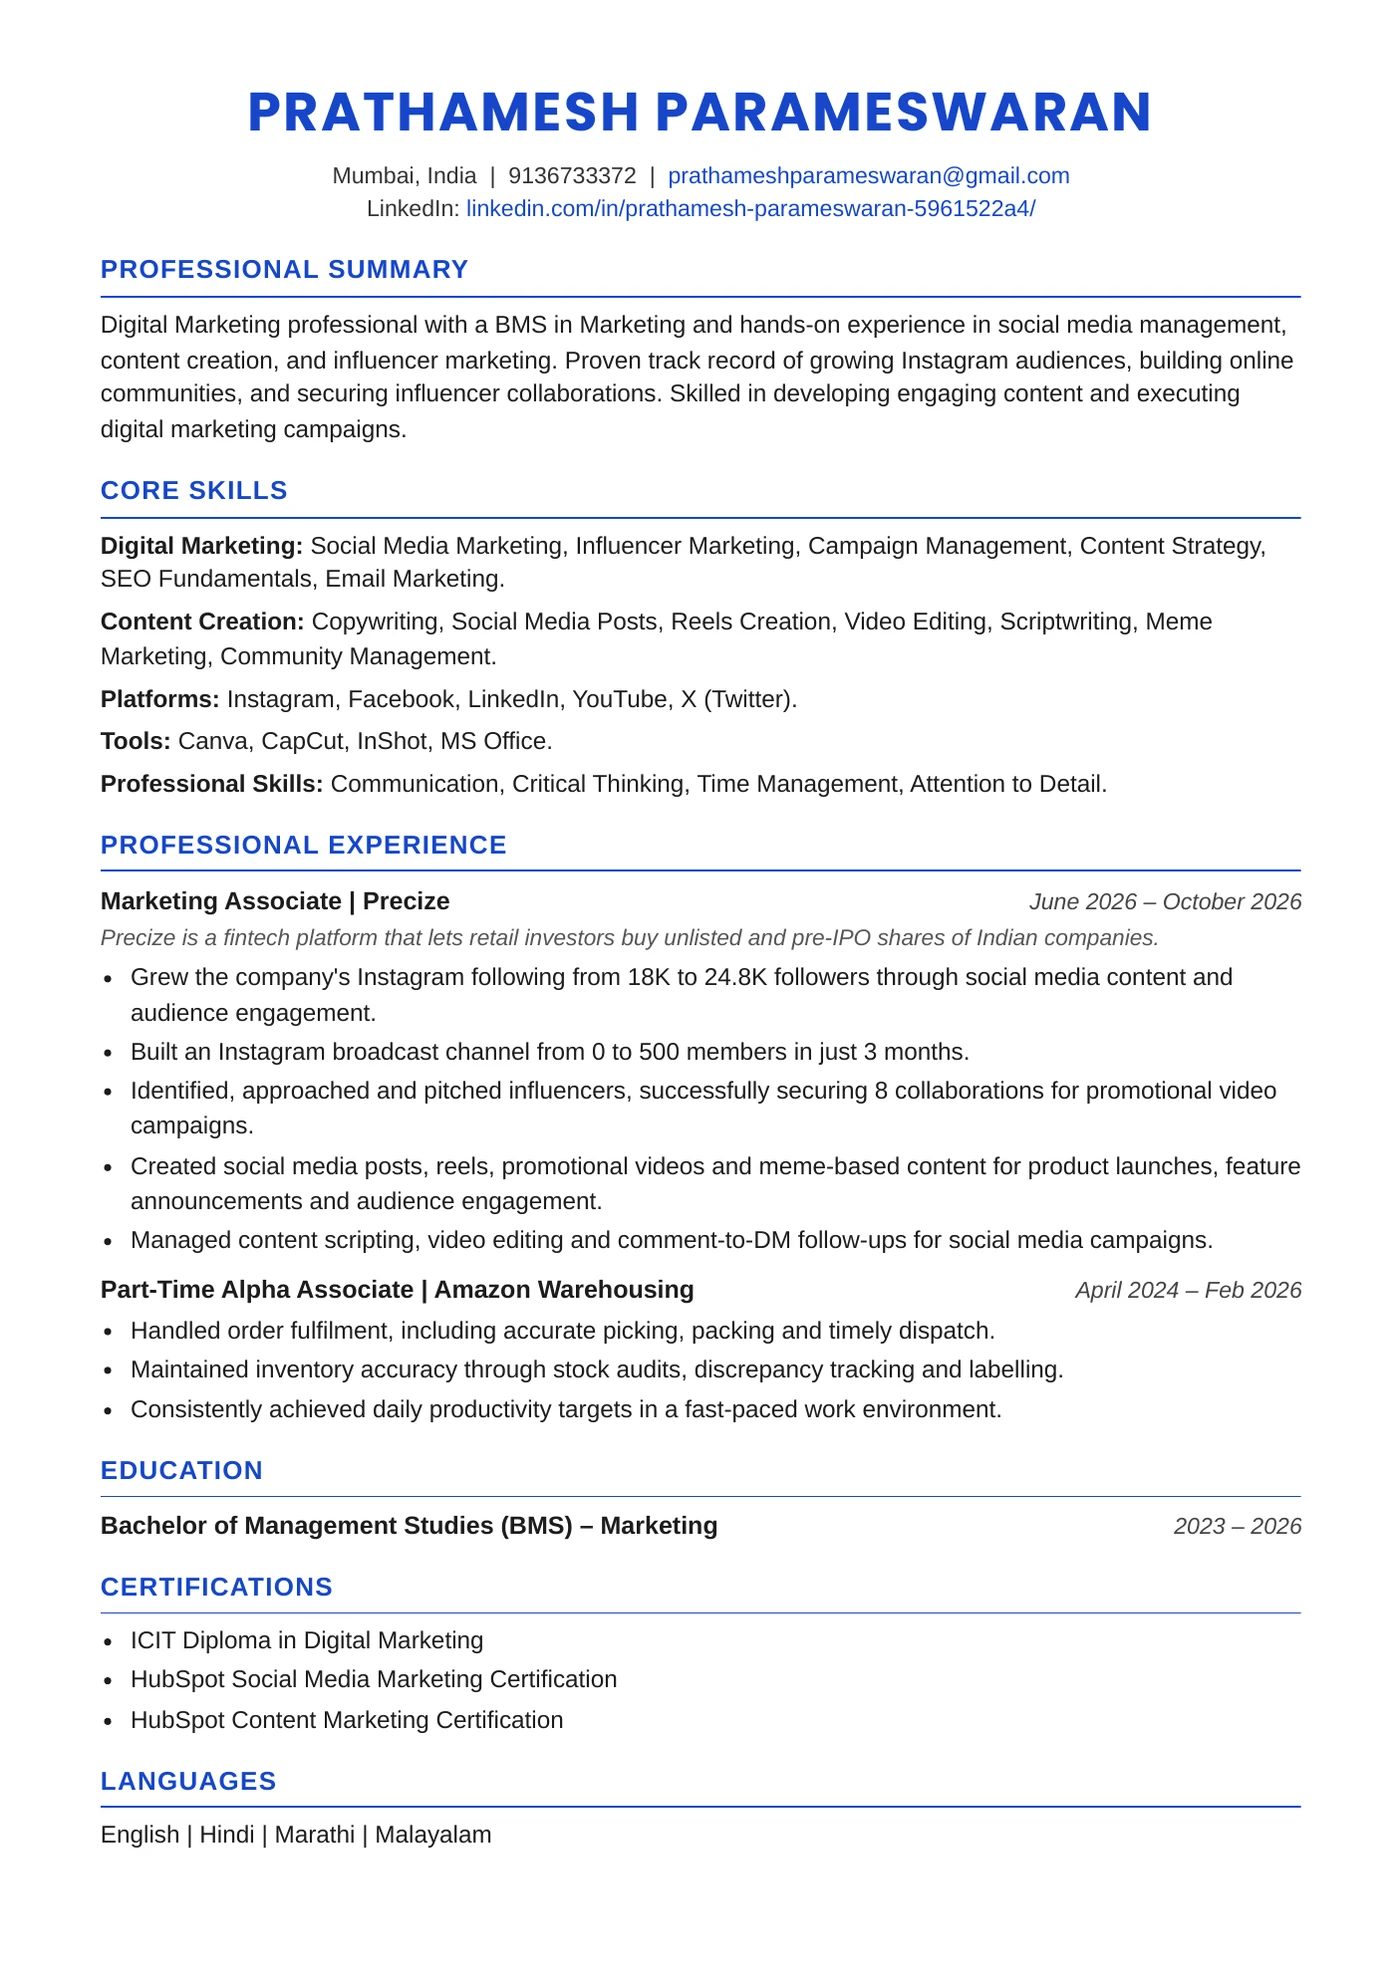 PRATHAMESH PARAMESWARAN
Mumbai, India | 9136733372 | prathameshparameswaran@gmail.com
LinkedIn: linkedin.com/in/prathamesh-parameswaran-5961522a4/
PROFESSIONAL SUMMARY
Digital Marketing professional with a BMS in Marketing and hands-on experience in social media management,
content creation, and influencer marketing. Proven track record of growing Instagram audiences, building online
communities, and securing influencer collaborations. Skilled in developing engaging content and executing
digital marketing campaigns.
CORE SKILLS
Digital Marketing: Social Media Marketing, Influencer Marketing, Campaign Management, Content Strategy,
SEO Fundamentals, Email Marketing.
Content Creation: Copywriting, Social Media Posts, Reels Creation, Video Editing, Scriptwriting, Meme
Marketing, Community Management.
Platforms: Instagram, Facebook, LinkedIn, YouTube, X (Twitter).
Tools: Canva, CapCut, InShot, MS Office.
Professional Skills: Communication, Critical Thinking, Time Management, Attention to Detail.
PROFESSIONAL EXPERIENCE
Marketing Associate | Precize June 2026 – October 2026
Precize is a fintech platform that lets retail investors buy unlisted and pre-IPO shares of Indian companies.
• Grew the company's Instagram following from 18K to 24.8K followers through social media content and
audience engagement.
• Built an Instagram broadcast channel from 0 to 500 members in just 3 months.
• Identified, approached and pitched influencers, successfully securing 8 collaborations for promotional video
campaigns.
• Created social media posts, reels, promotional videos and meme-based content for product launches, feature
announcements and audience engagement.
• Managed content scripting, video editing and comment-to-DM follow-ups for social media campaigns.
Part-Time Alpha Associate | Amazon Warehousing April 2024 – Feb 2026
• Handled order fulfilment, including accurate picking, packing and timely dispatch.
• Maintained inventory accuracy through stock audits, discrepancy tracking and labelling.
• Consistently achieved daily productivity targets in a fast-paced work environment.
EDUCATION
Bachelor of Management Studies (BMS) – Marketing 2023 – 2026
CERTIFICATIONS
• ICIT Diploma in Digital Marketing
• HubSpot Social Media Marketing Certification
• HubSpot Content Marketing Certification
LANGUAGES
English | Hindi | Marathi | Malayalam